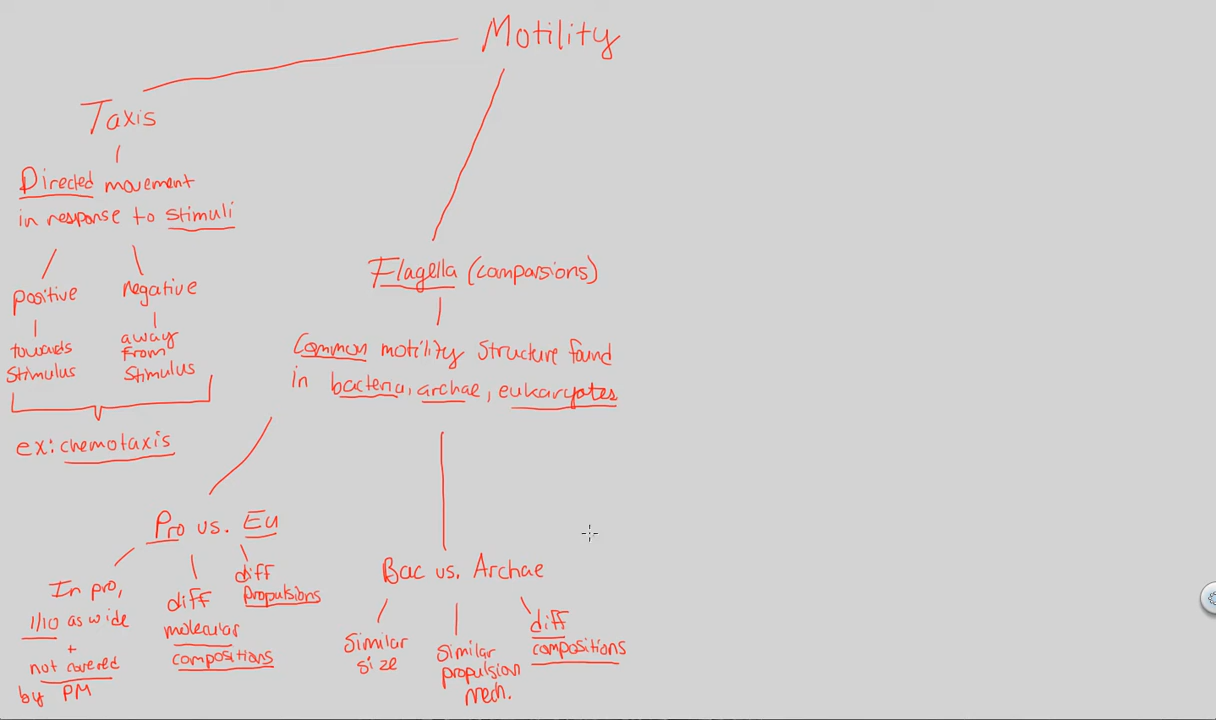 Motility
Taxis
Directed movement
in response to stimuli
positive
towards
Stimulus
negative
away
from
Stimulus
ex: chemotaxis
Flagella (comparsions)
Common motility structure found
in bacteria, archae, eukaryotes
Pro vs. Eu
In pro,
1/10 as wide
+
not covered
by PM
diff
molecular
compositions
diff
propulsions
Bac vs. Archae
Similar
size
Similar
propulsion
mech.
diff
compositions